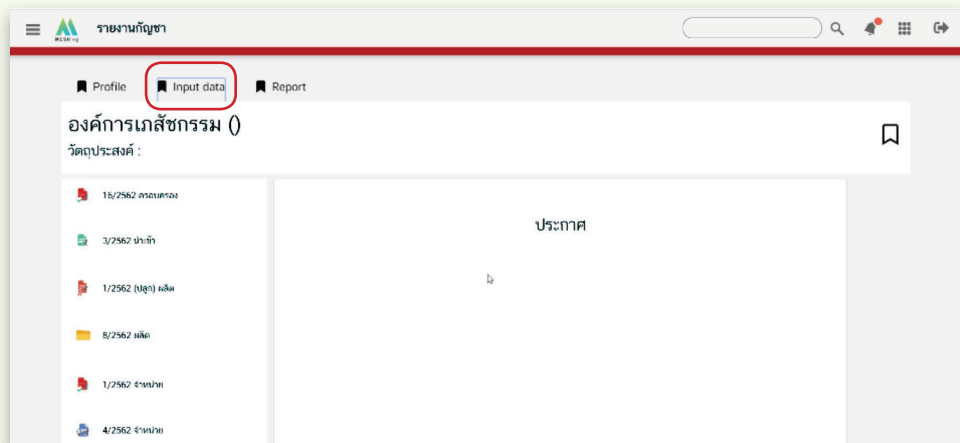 รายงานกัญชา
Profile
Input data
Report
องค์การเภสัชกรรม ()
วัตถุประสงค์ :
16/2562 ครอบครอง
3/2562 นำเข้า
1/2562 (ปลูก) ผลิต
8/2562 ผลิต
1/2562 จำหน่าย
4/2562 จำหน่าย
ประกาศ